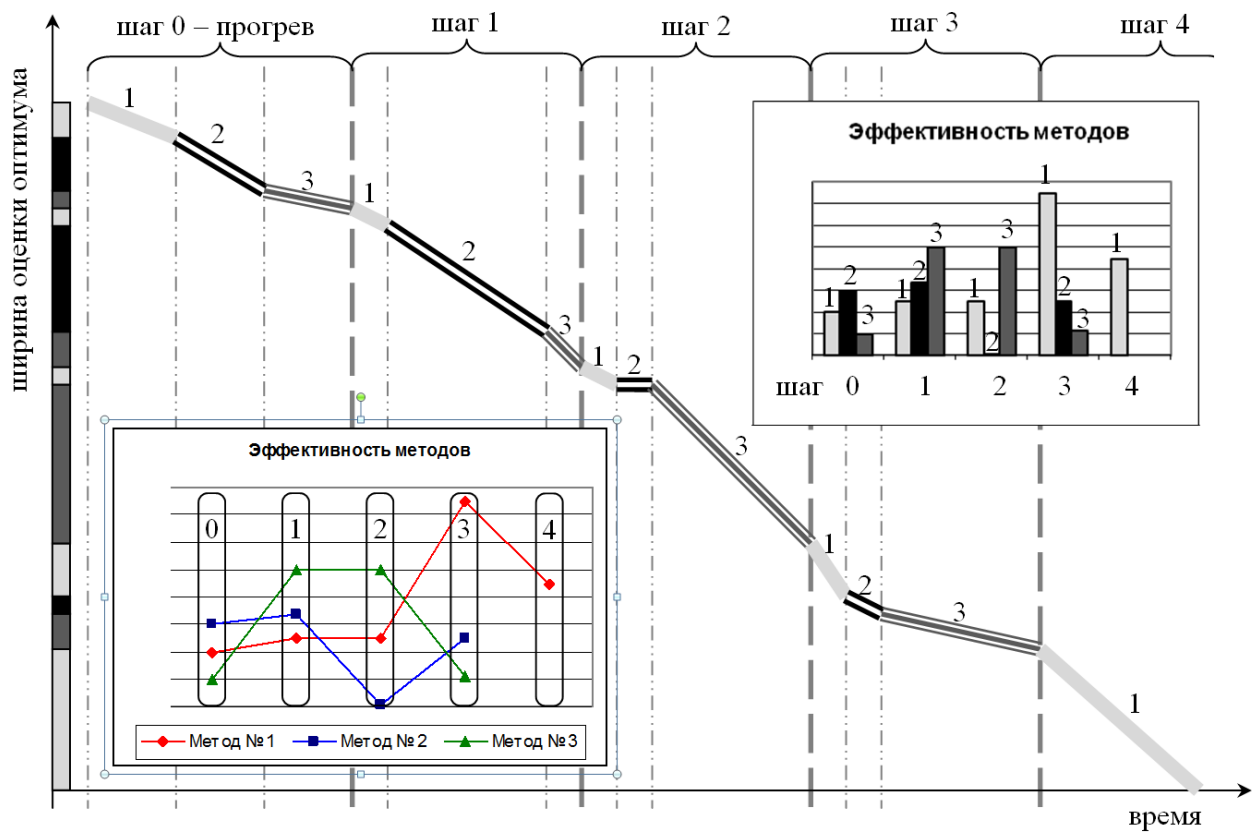 шаг 0 – прогрев
шаг 1
шаг 2
шаг 3
шаг 4
ширина оценки оптимума
1
2
3
1
2
3
1
2
3
1
2
3
1
Эффективность методов
1
2
3
1
2
3
1
2
3
1
2
3
1
шаг 0 1 2 3 4
Эффективность методов
0 1 2 3 4
Метод №1 Метод №2 Метод №3
время